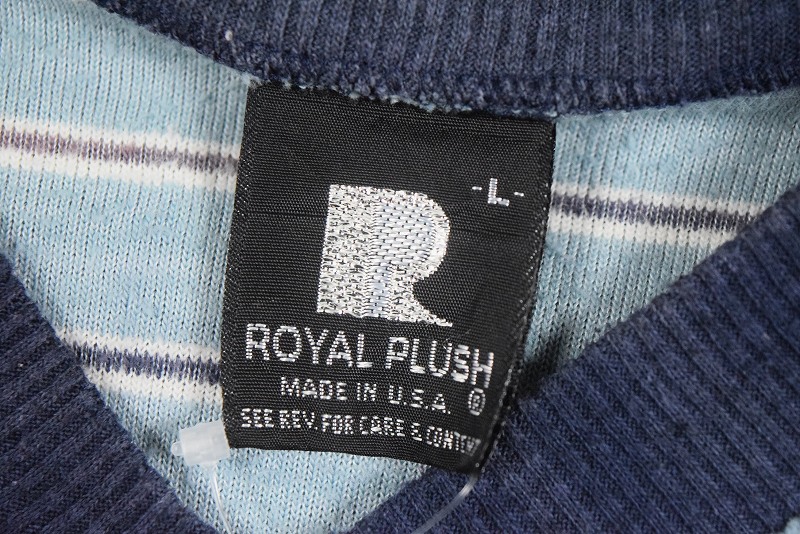 -L-
R
ROYAL PLUSH
MADE IN U.S.A. ®
SEE REV. FOR CARE & CONTENT